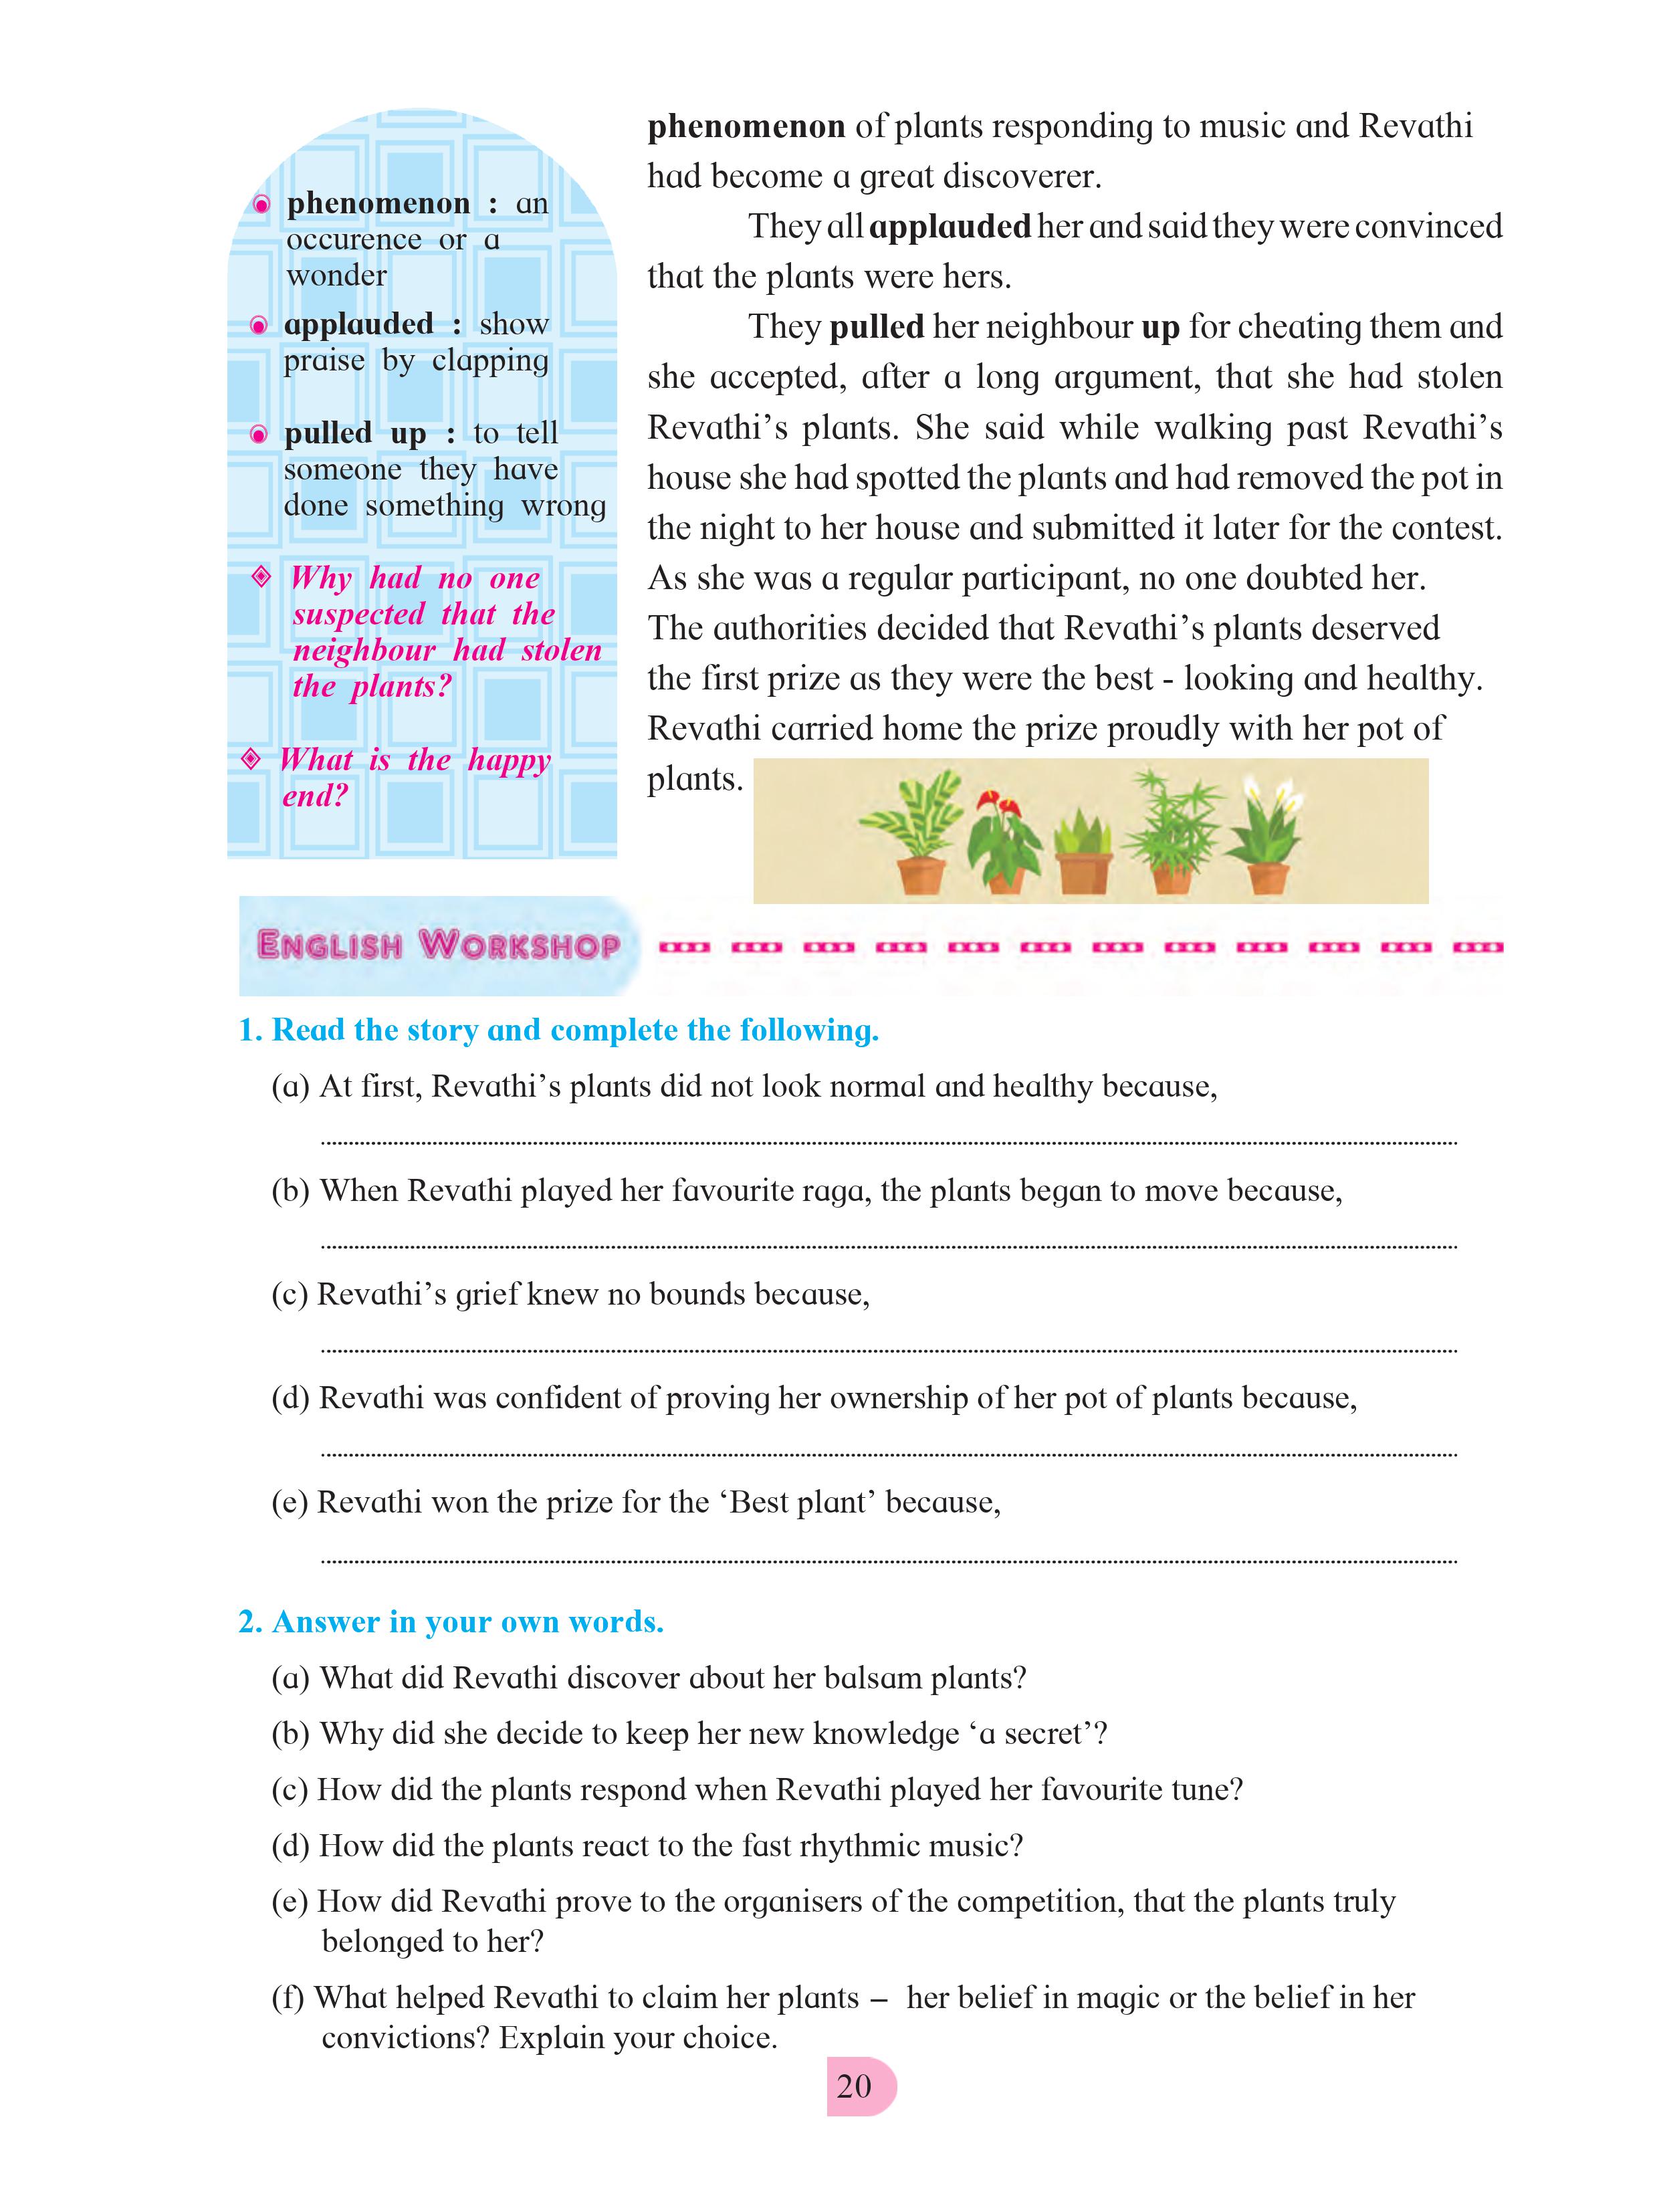 phenomenon : an
occurence or a
wonder
applauded : show
praise by clapping
pulled up : to tell
someone they have
done something wrong
Why had no one
suspected that the
neighbour had stolen
the plants?
What is the happy
end?
phenomenon of plants responding to music and Revathi
had become a great discoverer.
They all applauded her and said they were convinced
that the plants were hers.
They pulled her neighbour up for cheating them and
she accepted, after a long argument, that she had stolen
Revathi’s plants. She said while walking past Revathi’s
house she had spotted the plants and had removed the pot in
the night to her house and submitted it later for the contest.
As she was a regular participant, no one doubted her.
The authorities decided that Revathi’s plants deserved
the first prize as they were the best - looking and healthy.
Revathi carried home the prize proudly with her pot of
plants.
ENGLISH WORKSHOP
1. Read the story and complete the following.
(a) At first, Revathi’s plants did not look normal and healthy because,
(b) When Revathi played her favourite raga, the plants began to move because,
(c) Revathi’s grief knew no bounds because,
(d) Revathi was confident of proving her ownership of her pot of plants because,
(e) Revathi won the prize for the ‘Best plant’ because,
2. Answer in your own words.
(a) What did Revathi discover about her balsam plants?
(b) Why did she decide to keep her new knowledge ‘a secret’?
(c) How did the plants respond when Revathi played her favourite tune?
(d) How did the plants react to the fast rhythmic music?
(e) How did Revathi prove to the organisers of the competition, that the plants truly
belonged to her?
(f) What helped Revathi to claim her plants – her belief in magic or the belief in her
convictions? Explain your choice.
20